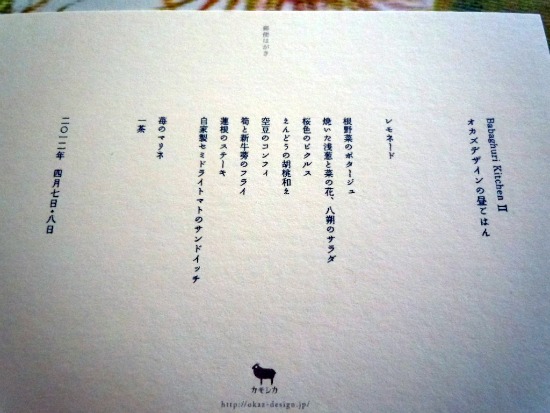 郵便はがき
Babaghuri Kitchen II
オカズデザインの昼ごはん
レモネード
根野菜のポタージュ
焼いた浅葱と菜の花、八朔のサラダ
桜色のピクルス
えんどうの胡桃和え
空豆のコンフィ
筍と新牛蒡のフライ
蓮根のステーキ
自家製セミドライトマトのサンドイッチ
苺のマリネ
一茶
二〇一二年 四月七日・八日
カモシカ
http://okaz-design.jp/